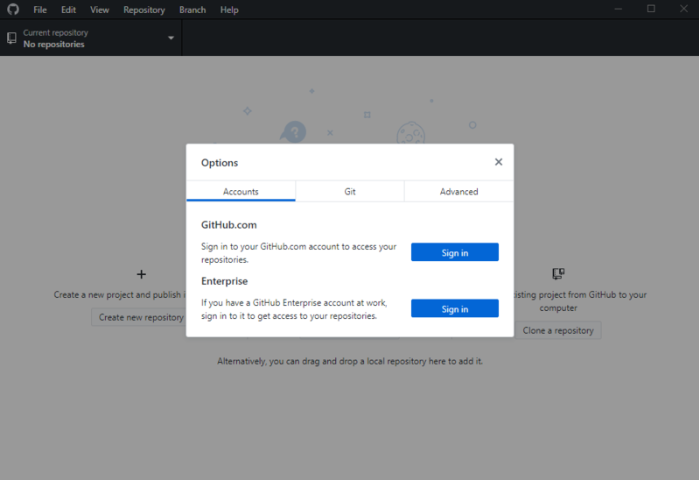 File Edit View Repository Branch Help
Current repository
No repositories
Options
Accounts Git Advanced
GitHub.com
Sign in to your GitHub.com account to access your
repositories.
Sign in
Enterprise
If you have a GitHub Enterprise account at work,
sign in to it to get access to your repositories.
Sign in
Create a new project and publish i
Create new repository
isting project from GitHub to your
computer
Clone a repository
Alternatively, you can drag and drop a local repository here to add it.